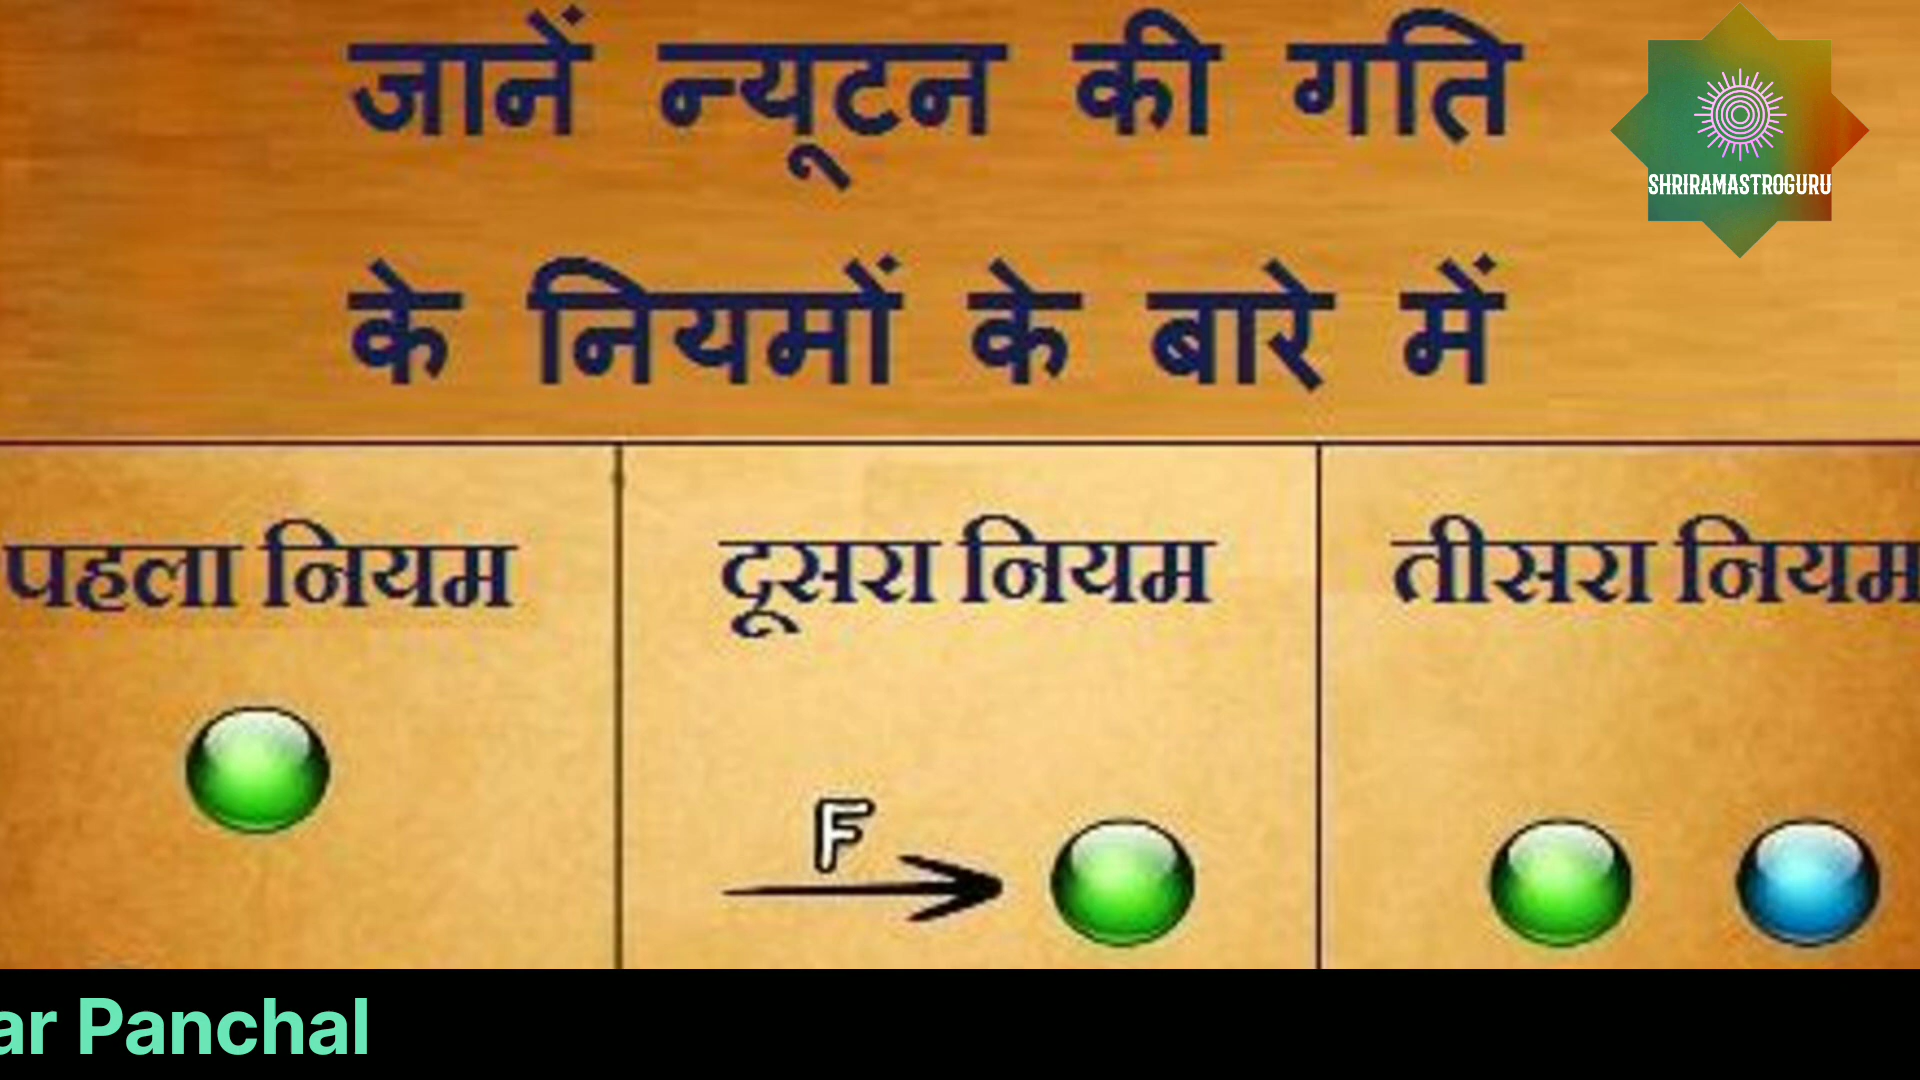 जानें न्यूटन की गति
SHRIRAMASTROGURU
के नियमों के बारे में
पहला नियम
दूसरा नियम
तीसरा नियम
F
ar Panchal